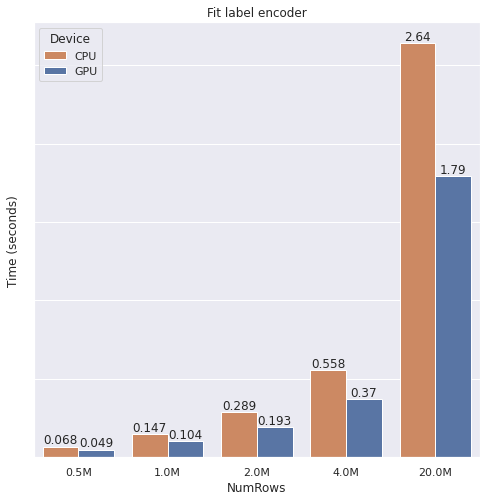 Fit label encoder
Device
CPU
GPU
2.64
1.79
0.558
0.37
0.289
0.193
0.147
0.104
0.068
0.049
Time (seconds)
0.5M 1.0M 2.0M 4.0M 20.0M
NumRows